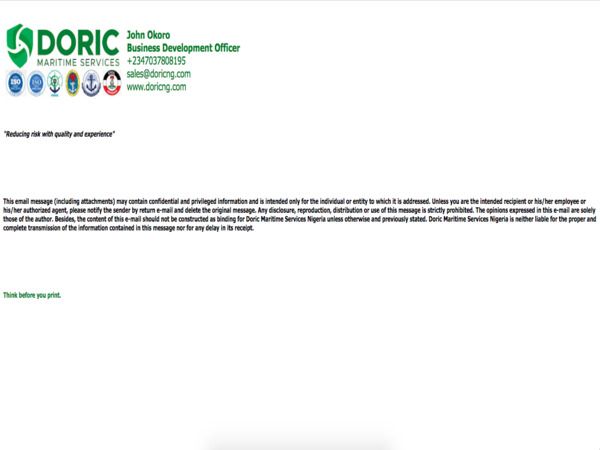 DORIC
MARITIME SERVICES
John Okoro
Business Development Officer
+2347037808195
sales@doricng.com
www.doricng.com
ISO
ISO
"Reducing risk with quality and experience"
This email message (including attachments) may contain confidential and privileged information and is intended only for the individual or entity to which it is addressed. Unless you are the intended recipient or his/her employee or
his/her authorized agent, please notify the sender by return e-mail and delete the original message. Any disclosure, reproduction, distribution or use of this message is strictly prohibited. The opinions expressed in this e-mail are solely
those of the author. Besides, the content of this e-mail should not be constructed as binding for Doric Maritime Services Nigeria unless otherwise and previously stated. Doric Maritime Services Nigeria is neither liable for the proper and
complete transmission of the information contained in this message nor for any delay in its receipt.
Think before you print.